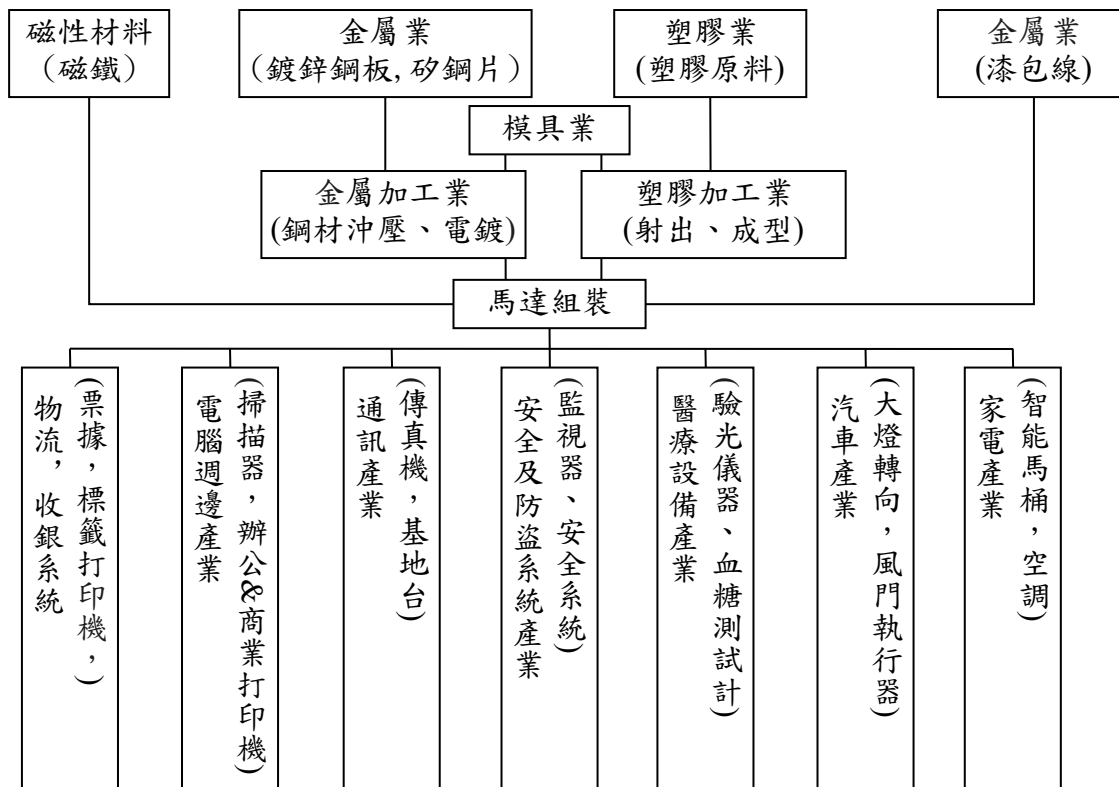 磁性材料
（磁鐵）
金屬業
（鍍鋅鋼板,矽鋼片）
塑膠業
(塑膠原料)
金屬業
(漆包線)
模具業
金屬加工業
(鋼材沖壓、電鍍)
塑膠加工業
(射出、成型)
馬達組裝
物流，收銀系統
(票據，標籤打印機，)
電腦週邊產業
(掃描器，辦公&商業打印機)
通訊產業
(傳真機，基地台)
安全及防盜系統產業
(監視器、安全系統)
醫療設備產業
(驗光儀器、血糖測試計)
汽車產業
(大燈轉向，風門執行器)
家電產業
(智能馬桶，空調)